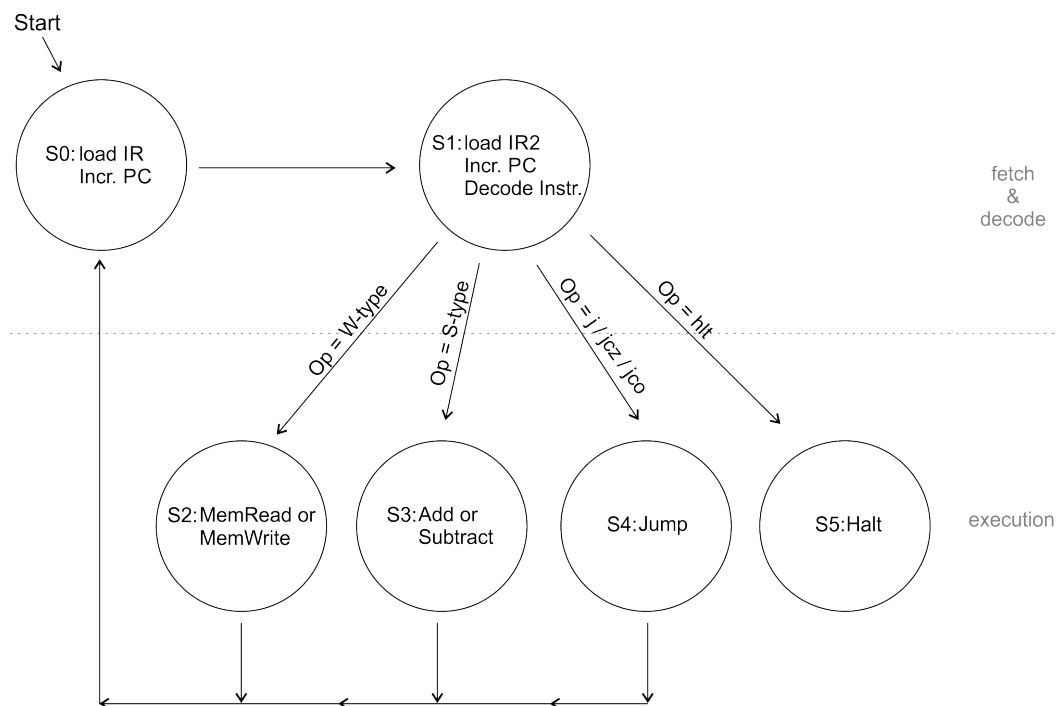 Start
S0: load IR
Incr. PC
S1: load IR2
Incr. PC
Decode Instr.
fetch
&
decode
Op = W-type
Op = S-type
Op = j / jcz / jco
Op = hlt
S2: MemRead or
MemWrite
S3: Add or
Subtract
S4: Jump
S5: Halt
execution